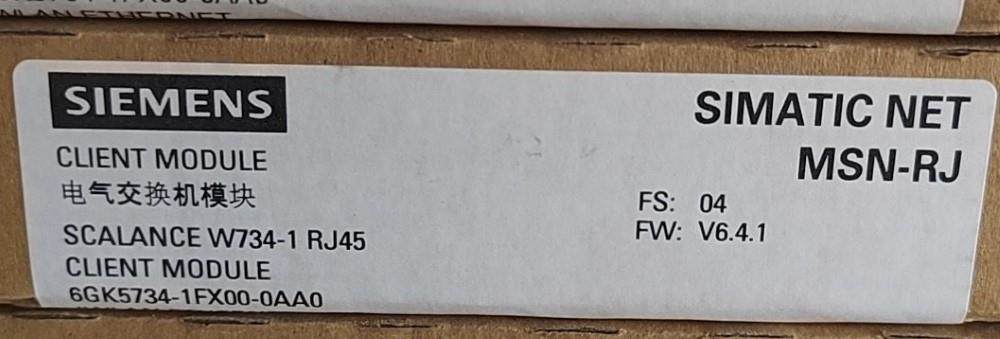 SIEMENS
CLIENT MODULE
电气交换机模块
SCALANCE W734-1 RJ45
CLIENT MODULE
6GK5734-1FX00-0AA0
SIMATIC NET
MSN-RJ
FS: 04
FW: V6.4.1